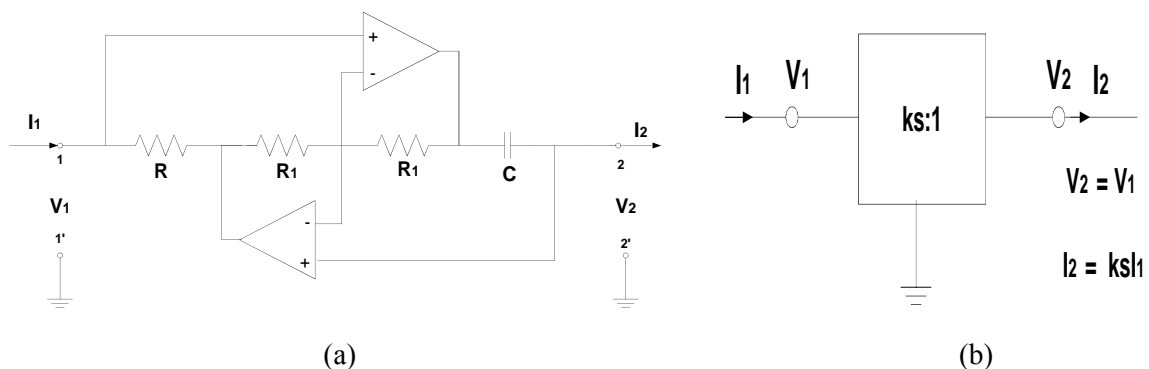 +
-
I1
1
R
R1
R1
C
I2
2
V1
1'
-
+
V2
2'
(a)
I1
V1
ks:1
V2
I2
V2 = V1
I2 = ksI1
(b)